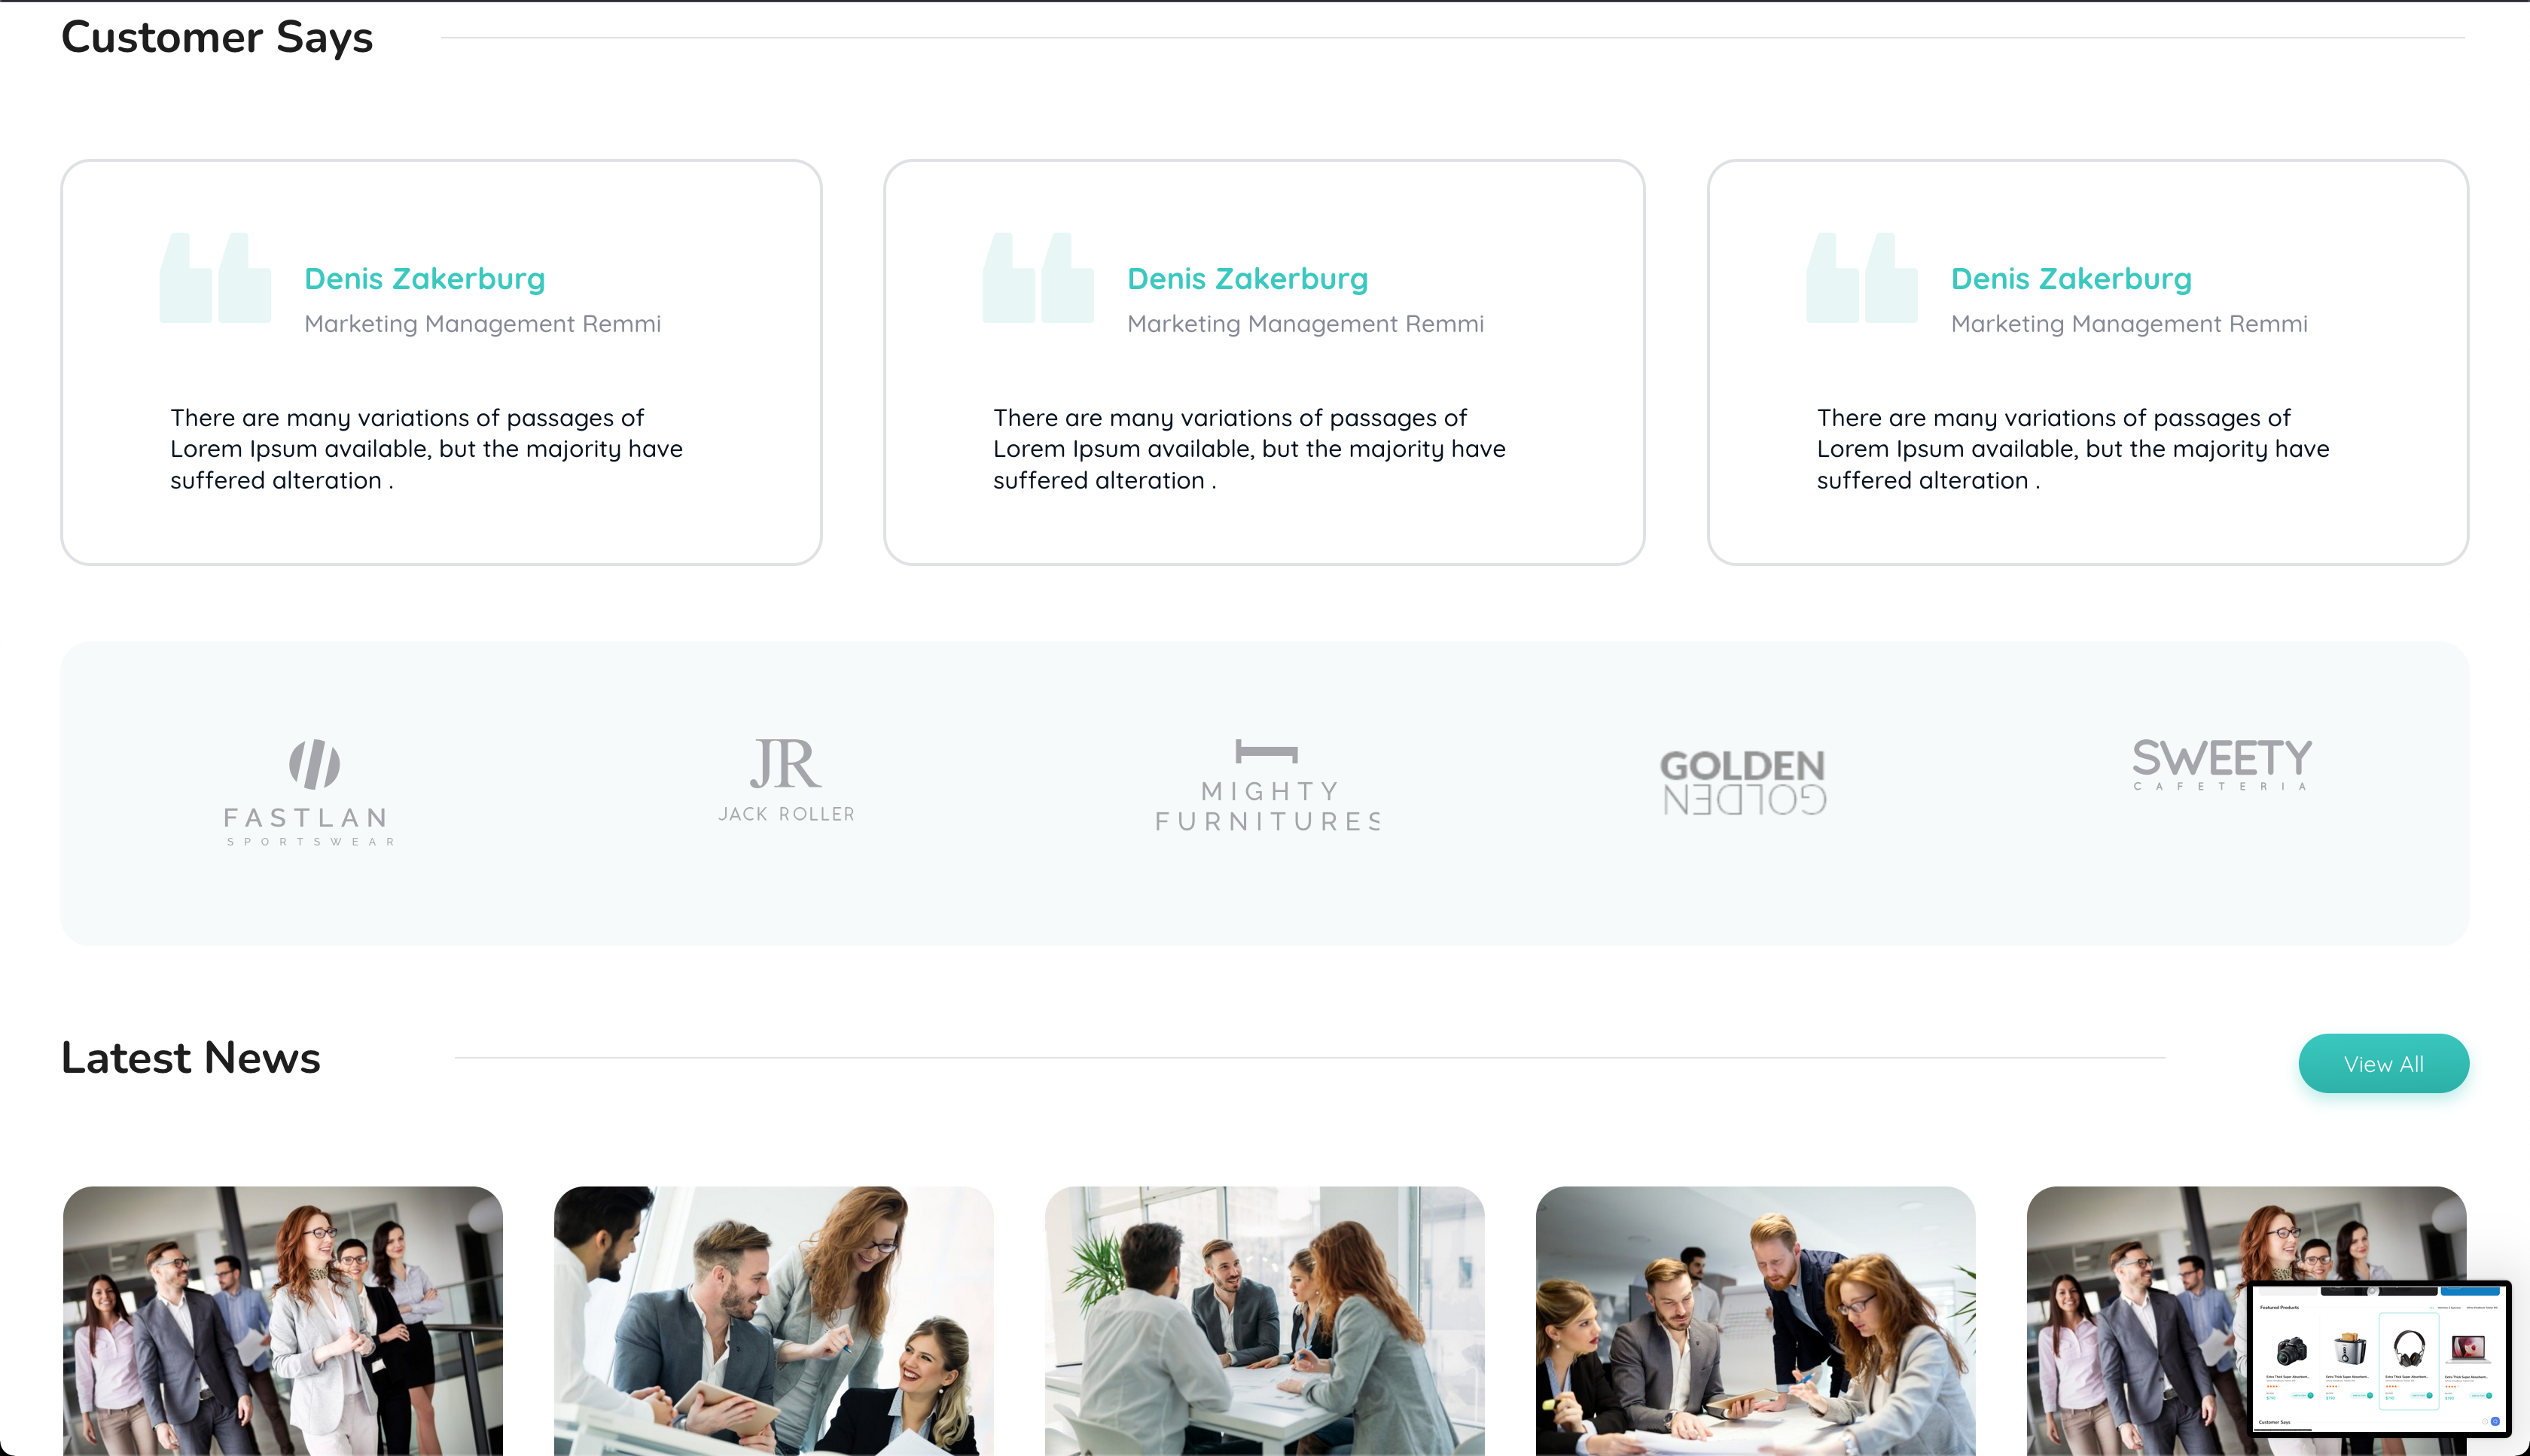 Customer Says
Denis Zakerburg
Marketing Management Remmi
There are many variations of passages of
Lorem Ipsum available, but the majority have
suffered alteration .
Denis Zakerburg
Marketing Management Remmi
There are many variations of passages of
Lorem Ipsum available, but the majority have
suffered alteration .
Denis Zakerburg
Marketing Management Remmi
There are many variations of passages of
Lorem Ipsum available, but the majority have
suffered alteration .
FASTLAN
SPORTSWEAR
JR
JACK ROLLER
MIGHTY
FURNITURES
GOLDEN
GOLDEN
SWEETY
CAFETERIA
Latest News
View All
Featured Products
Customer Says